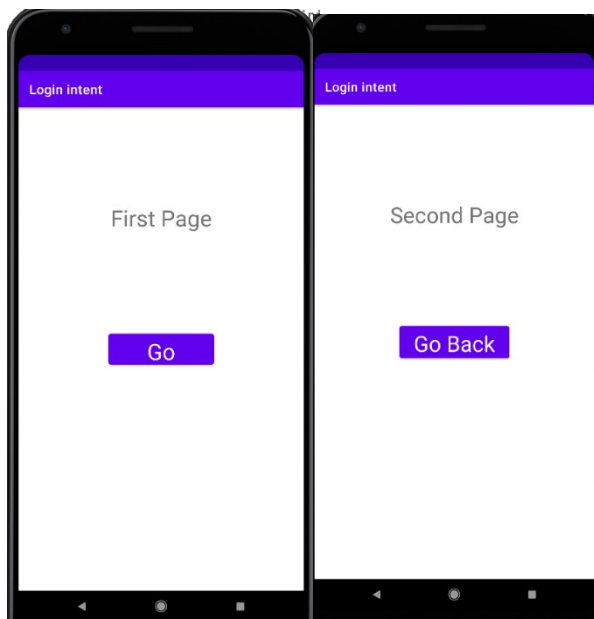 Login intent
First Page
Go
Login intent
Second Page
Go Back